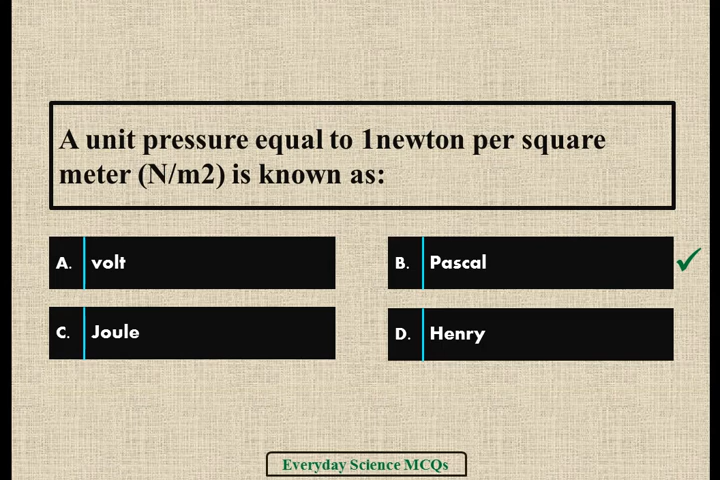 A unit pressure equal to 1newton per square
meter (N/m2) is known as:
A. volt
B. Pascal
C. Joule
D. Henry
Everyday Science MCQs